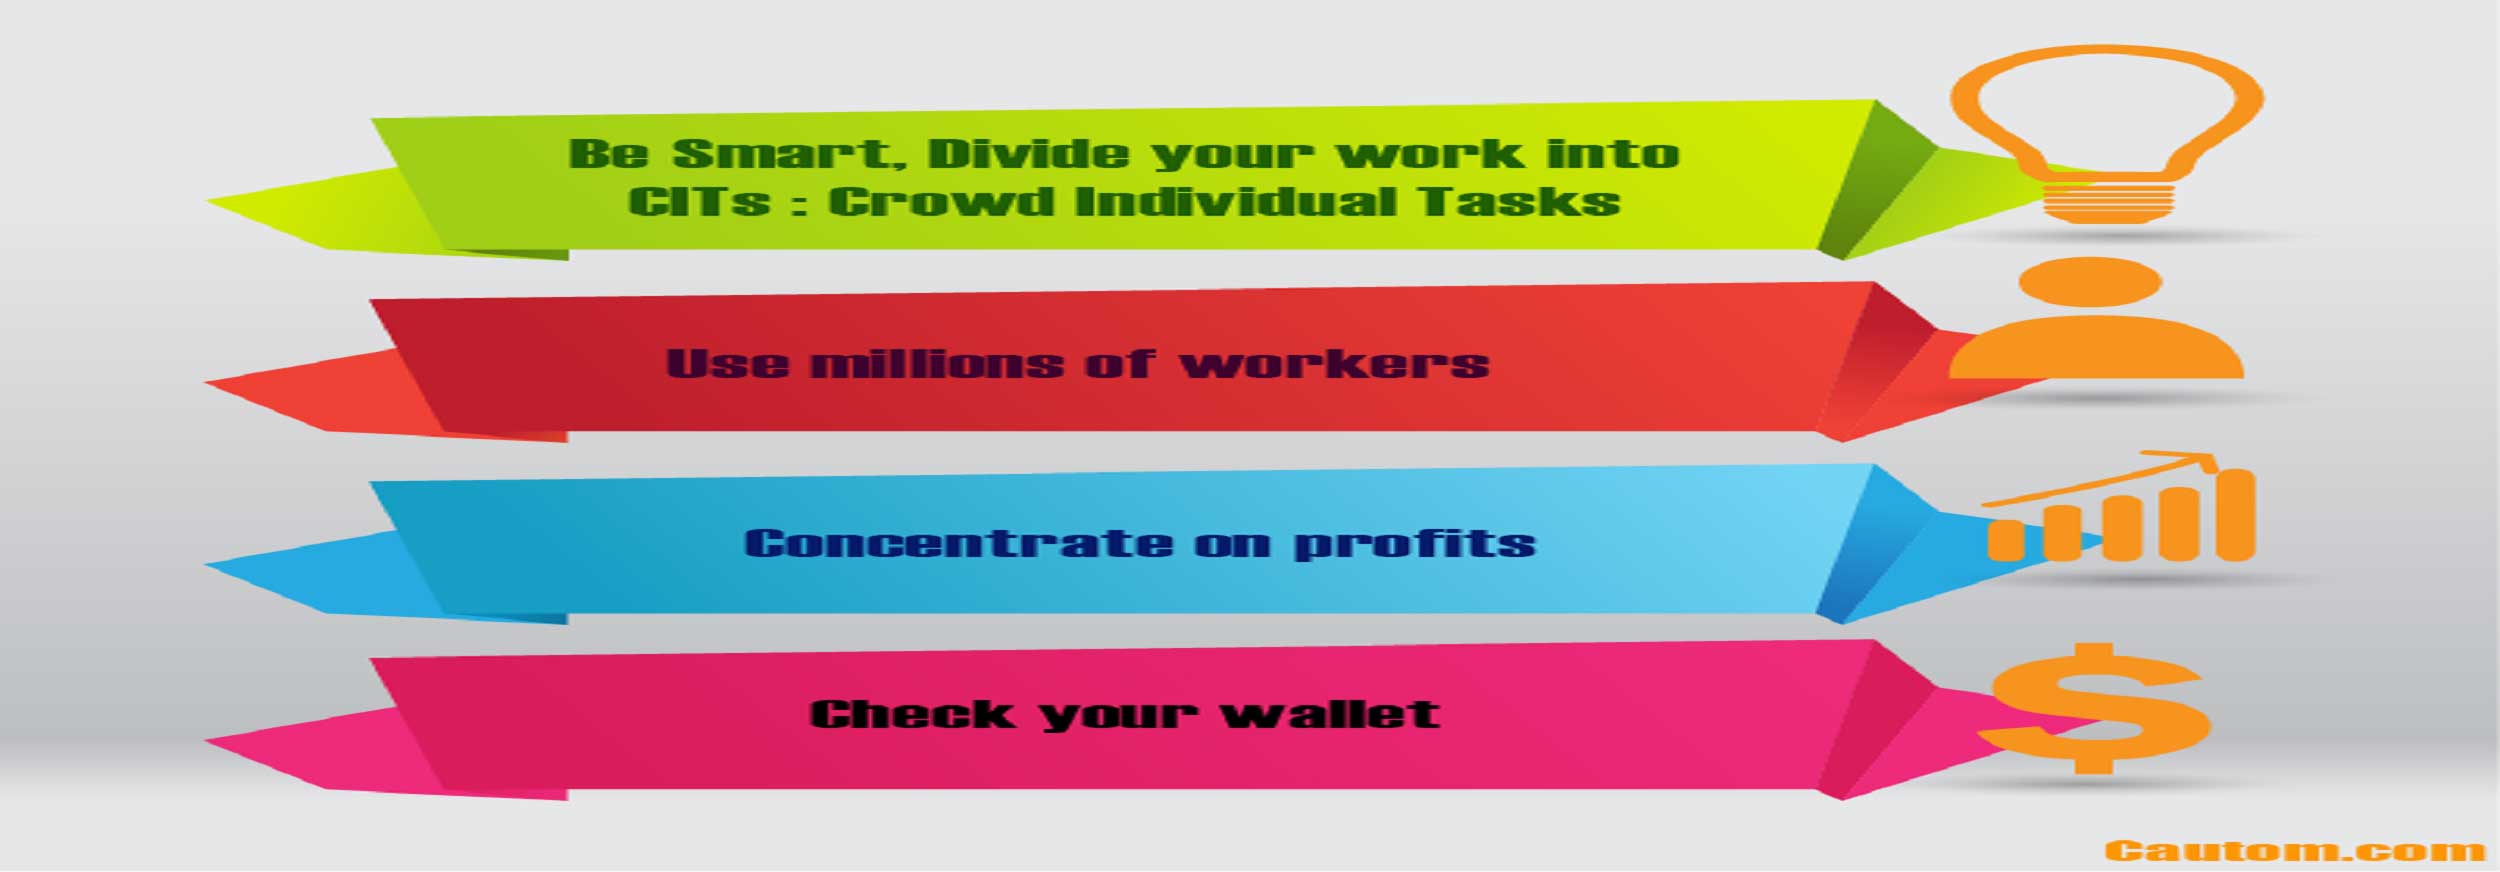 Be Smart, Divide your work into
CITs : Crowd Individual Tasks
Use millions of workers
Concentrate on profits
Check your wallet
Cautom.com